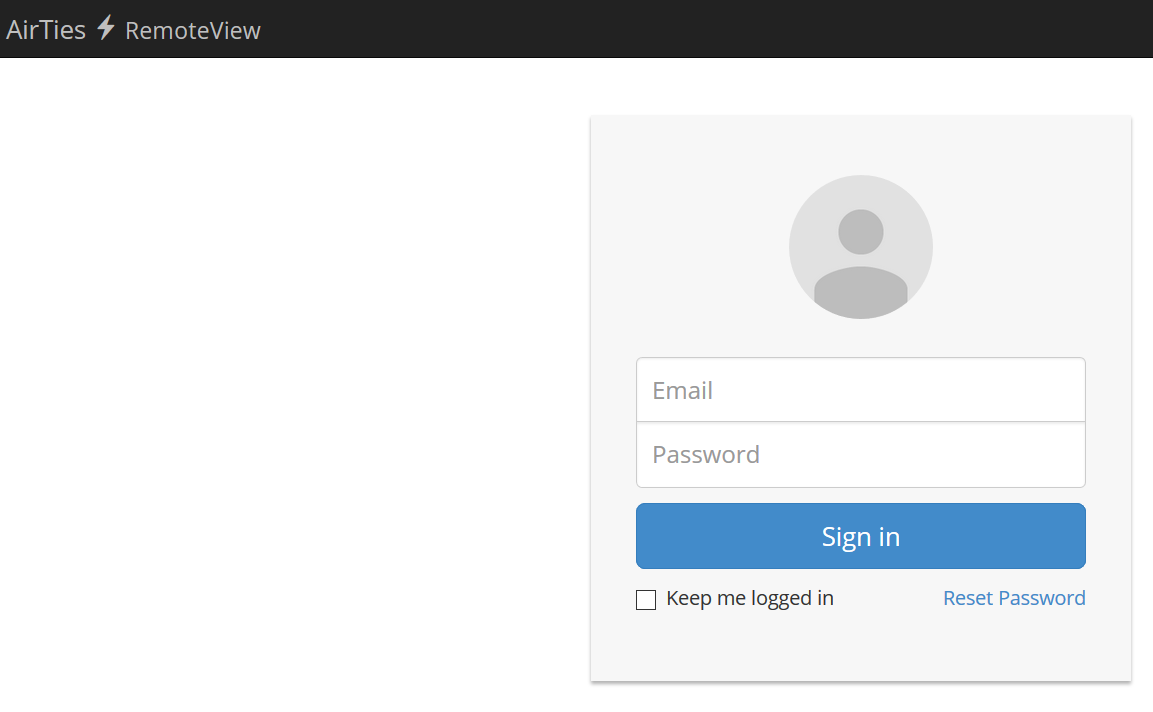 AirTies RemoteView
Email
Password
Sign in
Keep me logged in Reset Password